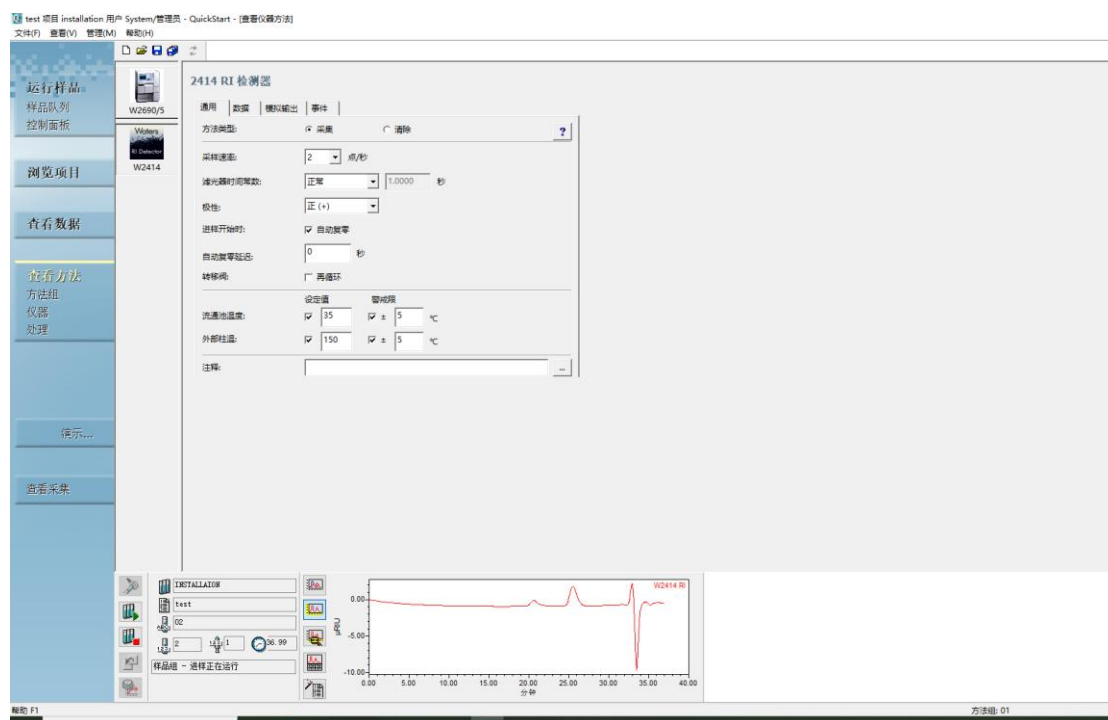 test 项目 installation 用户 System/管理员 - QuickStart - [查看仪器方法]
文件(F) 查看(V) 管理(M) 帮助(H)
运行样品
样品队列
控制面板
浏览项目
查看数据
查看方法
方法组
仪器
处理
演示...
查看采集
W2690/5
Waters
RI Detector
W2414
2414 RI 检测器
通用 数据 模拟输出 事件
方法类型: 采集 清除 ?
采样速率: 2 点/秒
滤光器时间常数: 正常 1.0000 秒
极性: 正 (+)
进样开始时: 自动复零
自动复零延迟: 0 秒
转移阀: 再循环
设定值 警戒限
流通池温度: 35 ± 5 ℃
外部柱温: 150 ± 5 ℃
注释: ...
INSTALLAION
test
02
2 1 36.99
样品组 - 进样正在运行
W2414 RI
µRIU
0.00
-5.00
-10.00
0.00 5.00 10.00 15.00 20.00 25.00 30.00 35.00 40.00
分钟
帮助 F1 方法组: 01